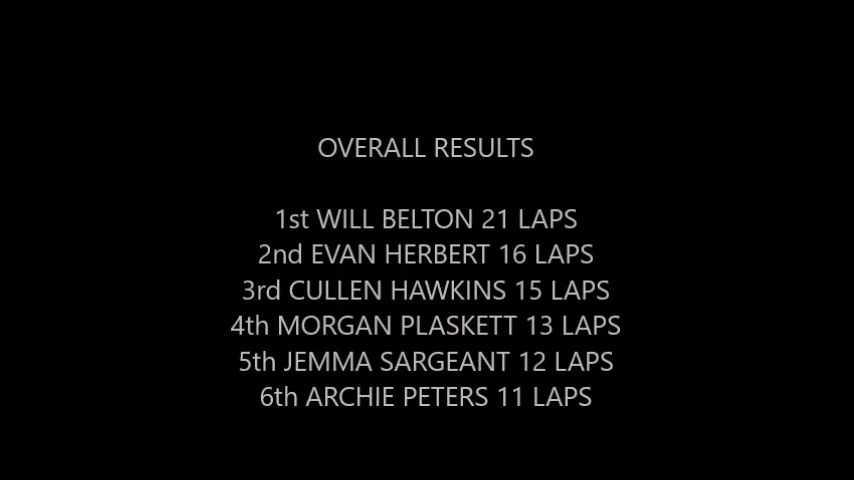 OVERALL RESULTS
1st WILL BELTON 21 LAPS
2nd EVAN HERBERT 16 LAPS
3rd CULLEN HAWKINS 15 LAPS
4th MORGAN PLASKETT 13 LAPS
5th JEMMA SARGEANT 12 LAPS
6th ARCHIE PETERS 11 LAPS